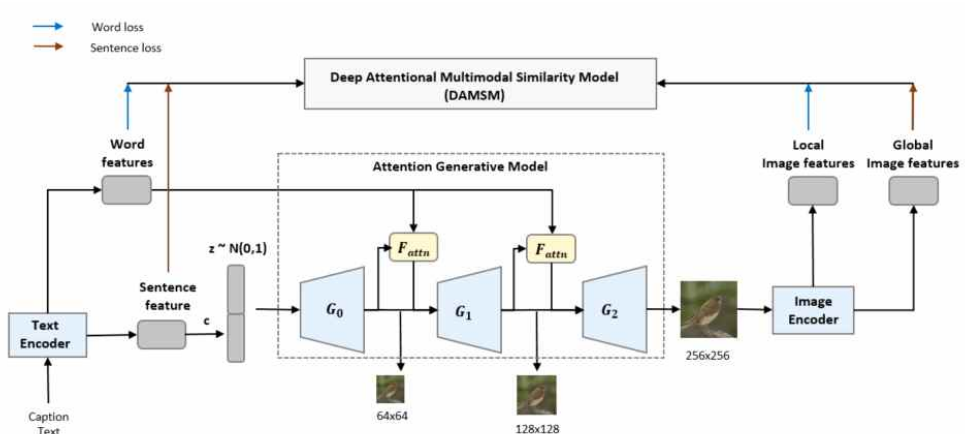 Word loss
Sentence loss
Deep Attentional Multimodal Similarity Model
(DAMSM)
Word
features
Local
Image features
Global
Image features
Attention Generative Model
z ~ N(0,1)
F_attn
F_attn
Sentence
feature
c
G_0
G_1
G_2
Text
Encoder
Image
Encoder
256x256
64x64
128x128
Caption
Text